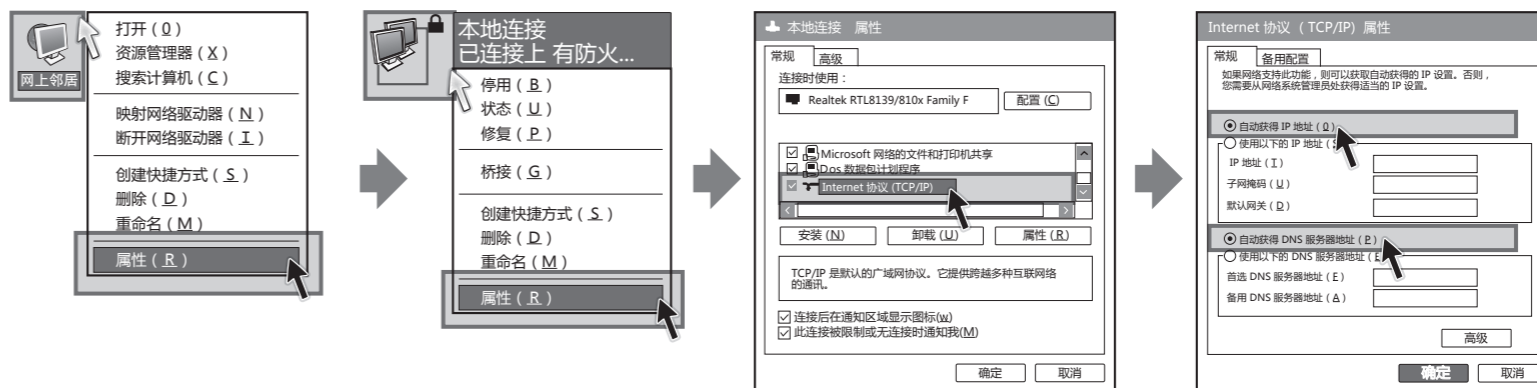 网上邻居
打开 ( 0 )
资源管理器 ( X )
搜索计算机 ( C )
映射网络驱动器 ( N )
断开网络驱动器 ( I )
创建快捷方式 ( S )
删除 ( D )
重命名 ( M )
属性 ( R )
本地连接
已连接上 有防火...
停用 ( B )
状态 ( U )
修复 ( P )
桥接 ( G )
创建快捷方式 ( S )
删除 ( D )
重命名 ( M )
属性 ( R )
本地连接 属性
常规 高级
连接时使用：
Realtek RTL8139/810x Family F 配置 (C)
Microsoft 网络的文件和打印机共享
Dos 数据包计划程序
Internet 协议 (TCP/IP)
安装 (N) 卸载 (U) 属性 (R)
TCP/IP 是默认的广域网协议。它提供跨越多种互联网络
的通讯。
连接后在通知区域显示图标(w)
此连接被限制或无连接时通知我(M)
确定 取消
Internet 协议 （ TCP/IP) 属性
常规 备用配置
如果网络支持此功能，则可以获取自动获得的 IP 设置。否则，
您需要从网络系统管理员处获得适当的 IP 设置。
自动获得 IP 地址 ( 0 )
使用以下的 IP 地址 (
IP 地址 ( I )
子网掩码 ( U )
默认网关 ( D )
自动获得 DNS 服务器地址 ( P )
使用以下的 DNS 服务器地址 (
首选 DNS 服务器地址 ( F )
备用 DNS 服务器地址 ( A )
高级
确定 取消